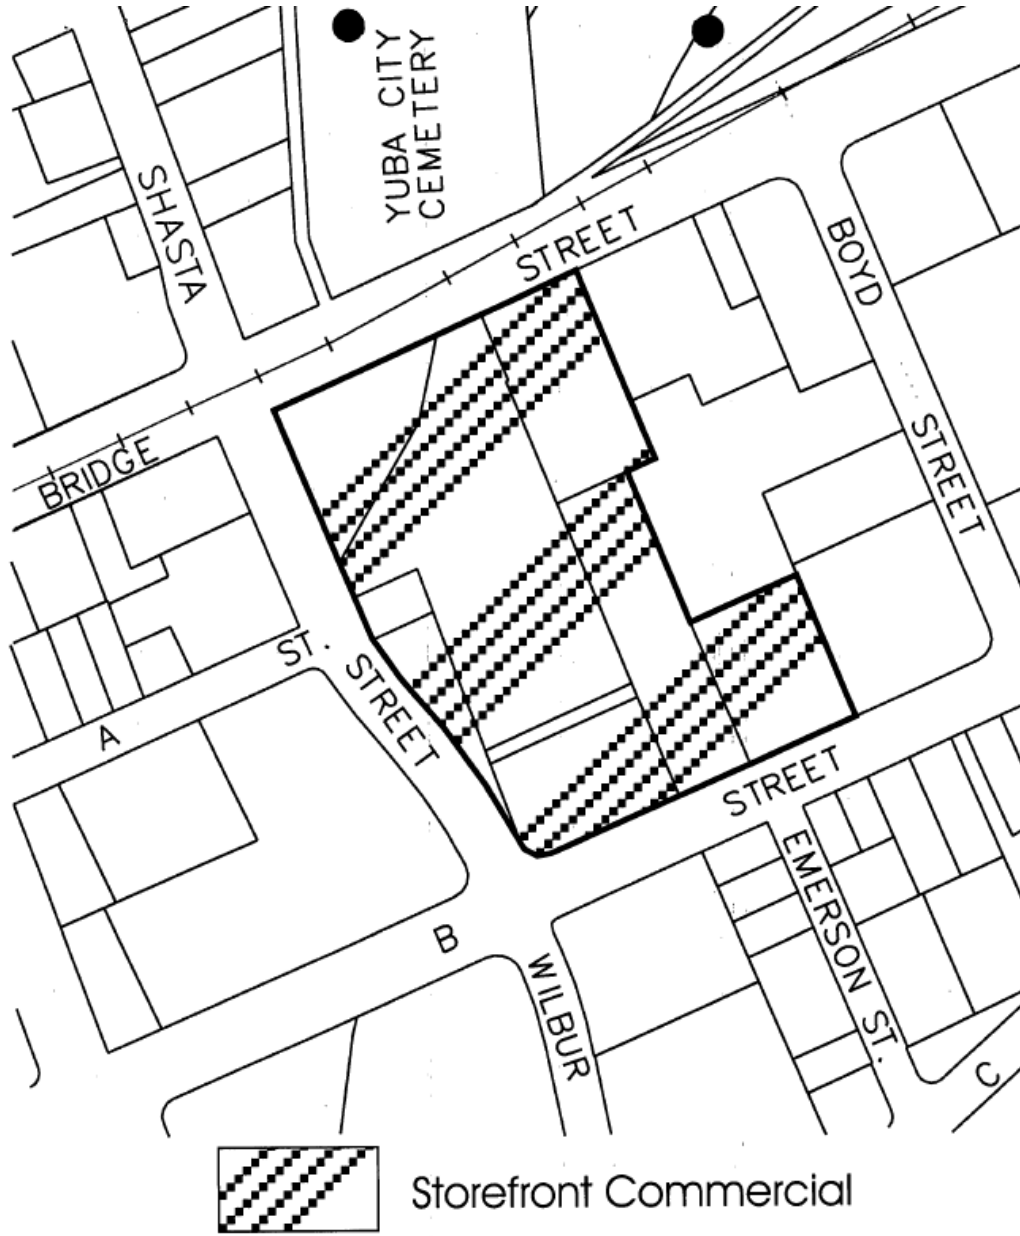 YUBA CITY
CEMETERY
SHASTA
STREET
BOYD
BRIDGE
STREET
ST.
STREET
A
STREET
EMERSON ST.
B
WILBUR
C
Storefront Commercial